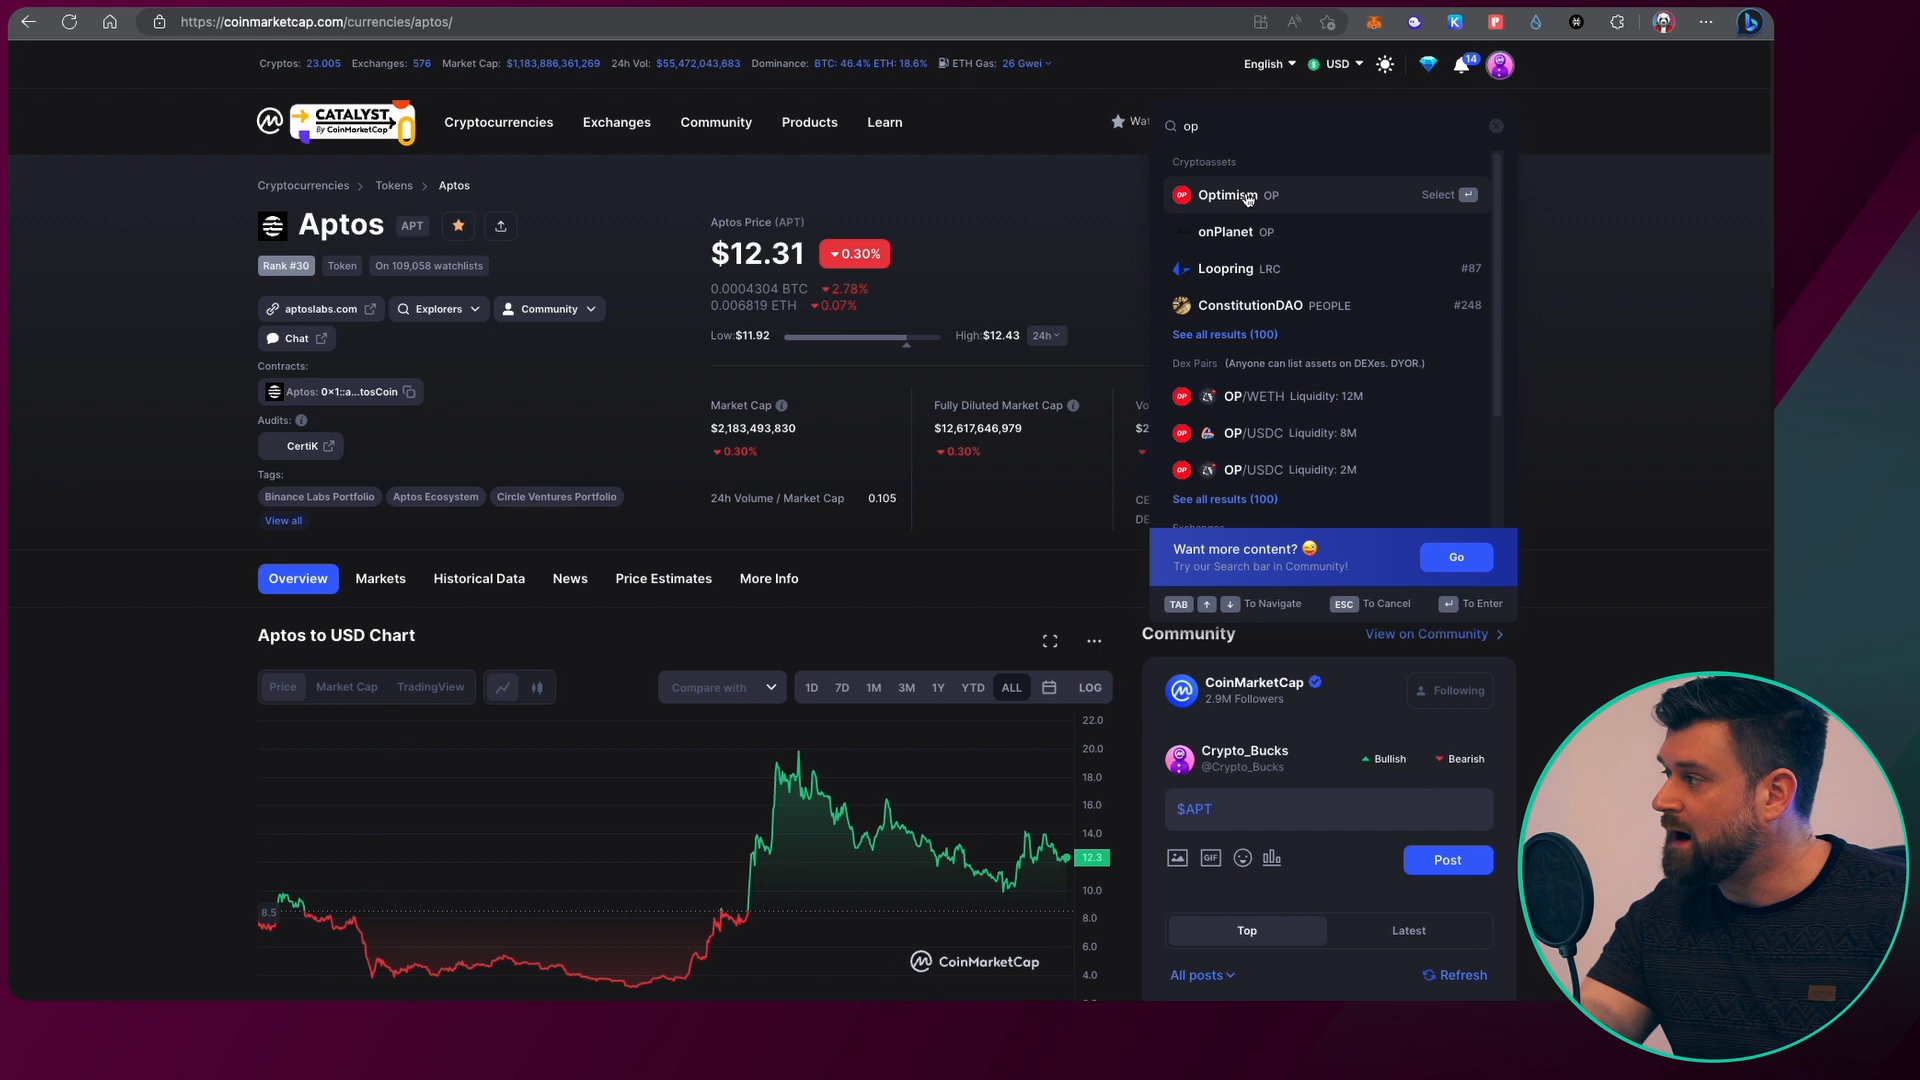 https://coinmarketcap.com/currencies/aptos/
Cryptos: 23.005 Exchanges: 576 Market Cap: $1,183,886,361,269 24h Vol: $55,472,043,683 Dominance: BTC: 46.4% ETH: 18.6% ETH Gas: 26 Gwei
English USD 14
CATALYST
By CoinMarketCap
Cryptocurrencies Exchanges Community Products Learn
Cryptocurrencies > Tokens > Aptos
Aptos APT
Rank #30 Token On 109,058 watchlists
aptoslabs.com Explorers Community
Chat
Contracts:
Aptos: 0x1::a...tosCoin
Audits:
CertiK
Tags:
Binance Labs Portfolio Aptos Ecosystem Circle Ventures Portfolio
View all
Aptos Price (APT)
$12.31 0.30%
0.0004304 BTC 2.78%
0.006819 ETH 0.07%
Low: $11.92 High: $12.43 24h
Market Cap
$2,183,493,830
0.30%
24h Volume / Market Cap 0.105
Fully Diluted Market Cap
$12,617,646,979
0.30%
op
Cryptoassets
Optimism OP Select
onPlanet OP
Loopring LRC #87
ConstitutionDAO PEOPLE #248
See all results (100)
Dex Pairs (Anyone can list assets on DEXes. DYOR.)
OP/WETH Liquidity: 12M
OP/USDC Liquidity: 8M
OP/USDC Liquidity: 2M
See all results (100)
Want more content? 😜
Try our Search bar in Community!
Go
TAB ↑ ↓ To Navigate ESC To Cancel ↵ To Enter
Overview Markets Historical Data News Price Estimates More Info
Aptos to USD Chart
Price Market Cap TradingView Compare with 1D 7D 1M 3M 1Y YTD ALL LOG
22.0
20.0
18.0
16.0
14.0
12.3
10.0
8.5
8.0
6.0
4.0
CoinMarketCap
Community View on Community >
CoinMarketCap
2.9M Followers
Following
Crypto_Bucks
@Crypto_Bucks
Bullish Bearish
$APT
GIF
Post
Top Latest
All posts Refresh